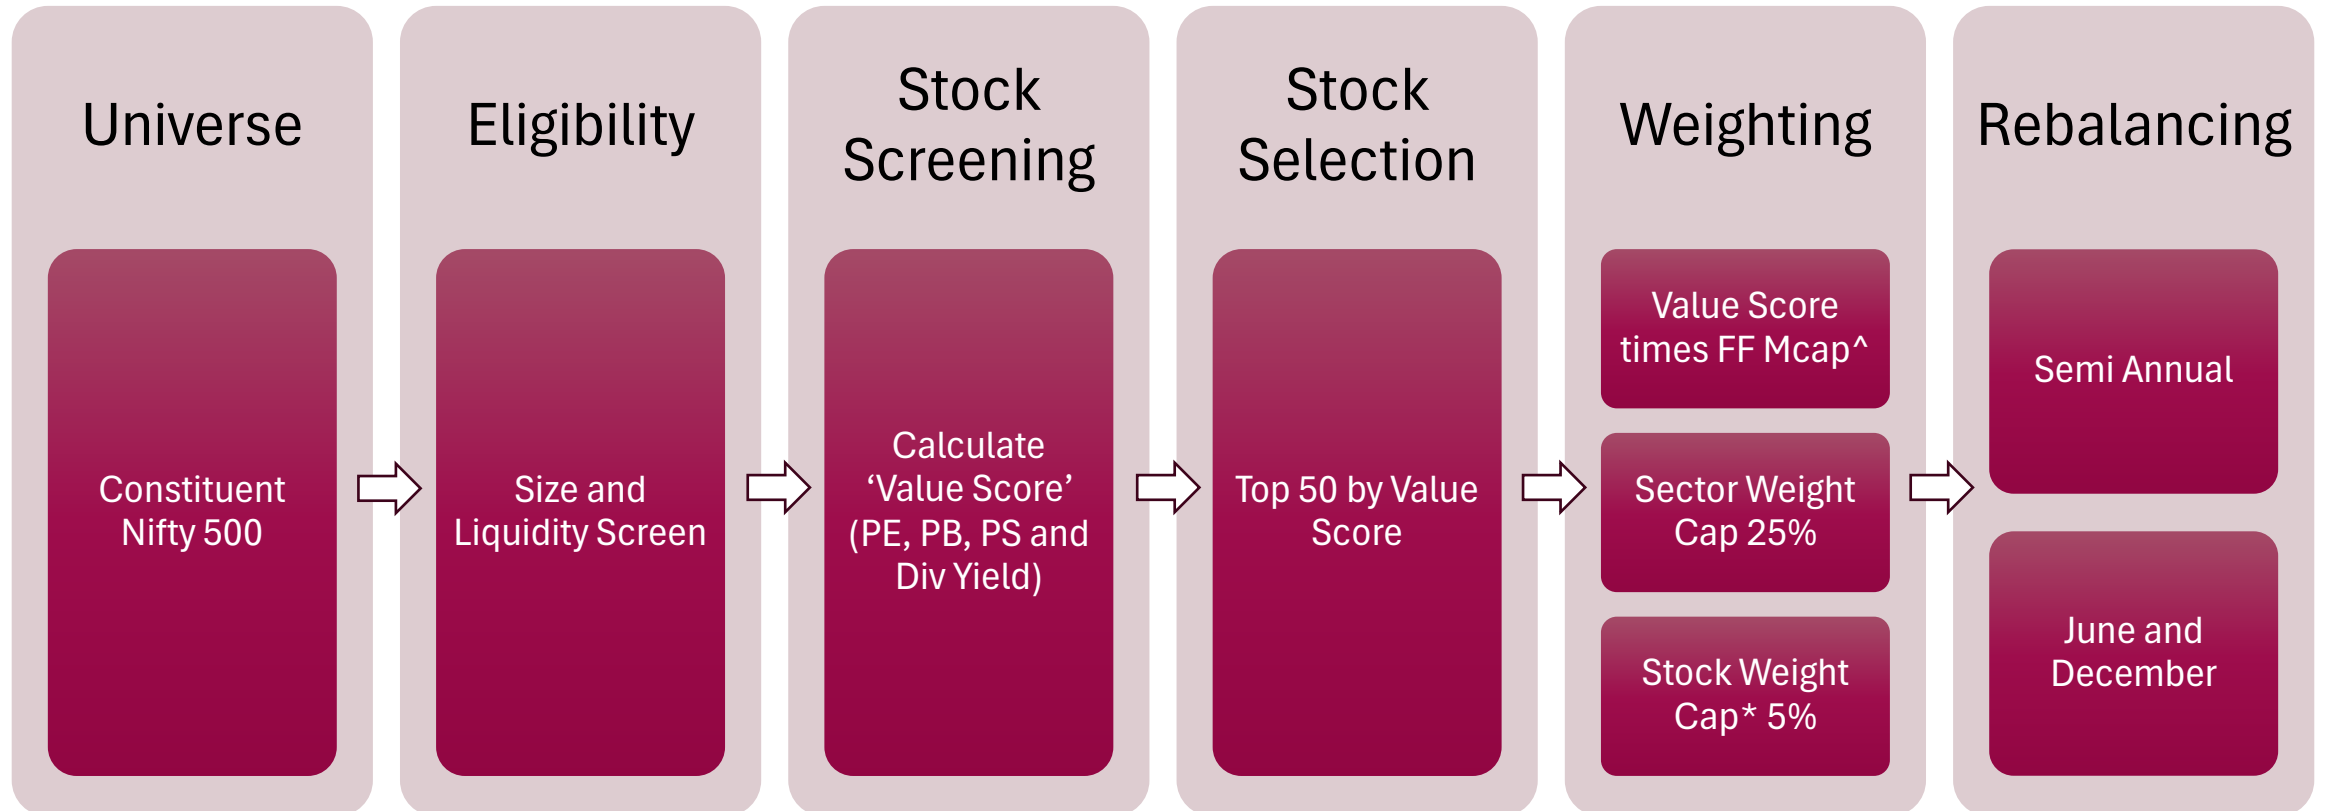 Universe
Constituent
Nifty 500
Eligibility
Size and
Liquidity Screen
Stock
Screening
Calculate
‘Value Score’
(PE, PB, PS and
Div Yield)
Stock
Selection
Top 50 by Value
Score
Weighting
Value Score
times FF Mcap^
Sector Weight
Cap 25%
Stock Weight
Cap* 5%
Rebalancing
Semi Annual
June and
December